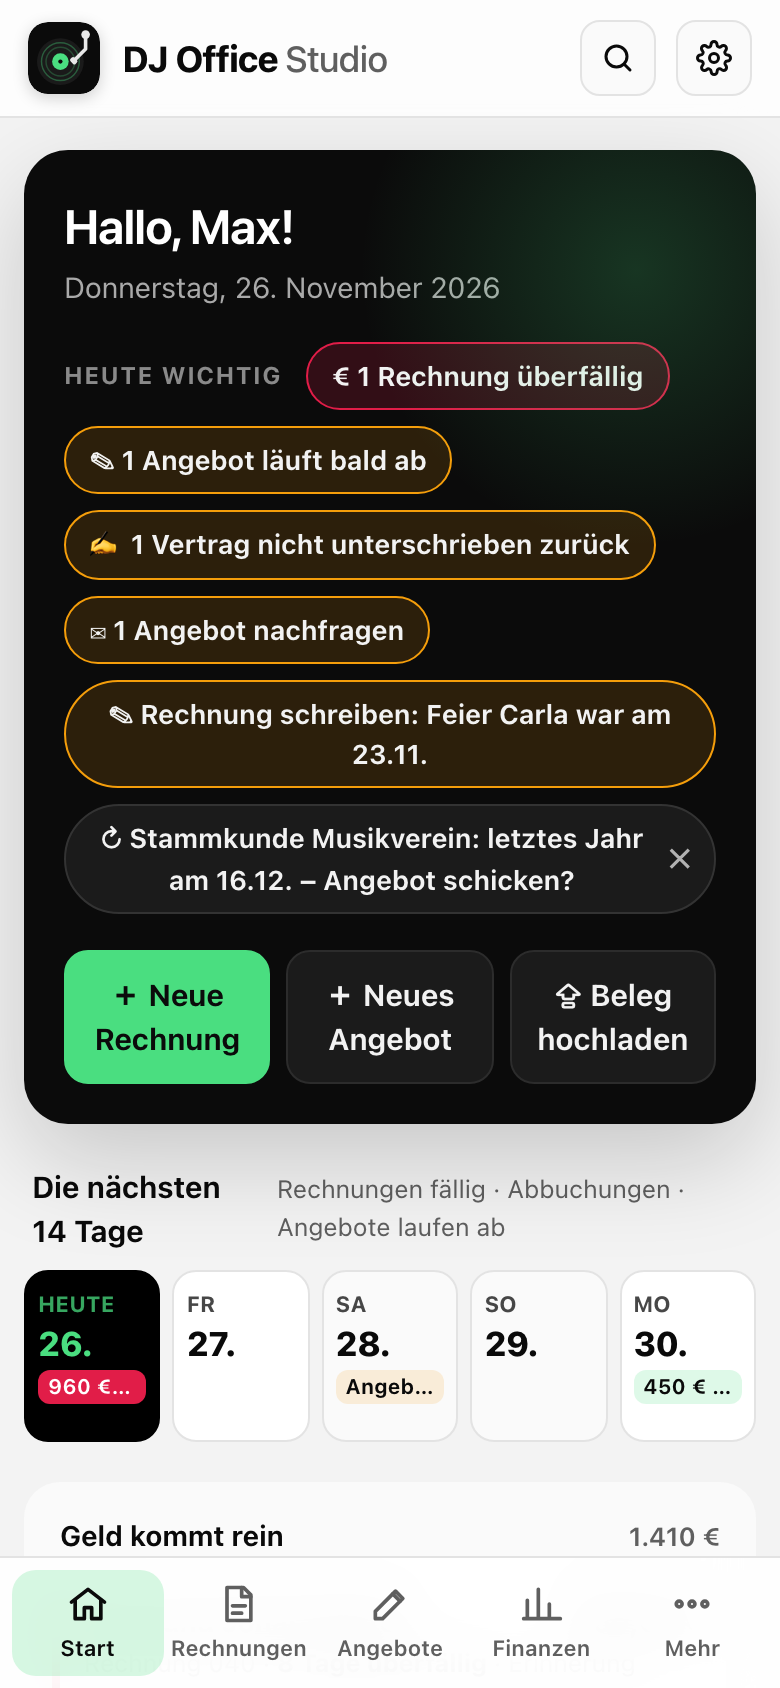 DJ Office Studio
Hallo, Max!
Donnerstag, 26. November 2026
HEUTE WICHTIG
€ 1 Rechnung überfällig
✎ 1 Angebot läuft bald ab
✍ 1 Vertrag nicht unterschrieben zurück
✉ 1 Angebot nachfragen
✎ Rechnung schreiben: Feier Carla war am
23.11.
↻ Stammkunde Musikverein: letztes Jahr
am 16.12. – Angebot schicken?
✕
+ Neue
Rechnung
+ Neues
Angebot
Beleg
hochladen
Die nächsten
14 Tage
Rechnungen fällig · Abbuchungen ·
Angebote laufen ab
HEUTE
26.
960 €...
FR
27.
SA
28.
Angeb...
SO
29.
MO
30.
450 € ...
Geld kommt rein
1.410 €
Start
Rechnungen
Angebote
Finanzen
Mehr